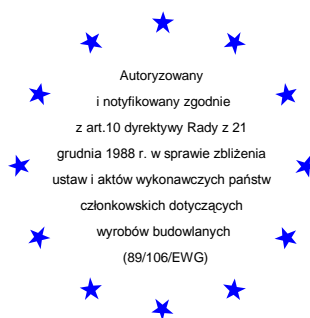 Autoryzowany
i notyfikowany zgodnie
z art.10 dyrektywy Rady z 21
grudnia 1988 r. w sprawie zbliżenia
ustaw i aktów wykonawczych państw
członkowskich dotyczących
wyrobów budowlanych
(89/106/EWG)